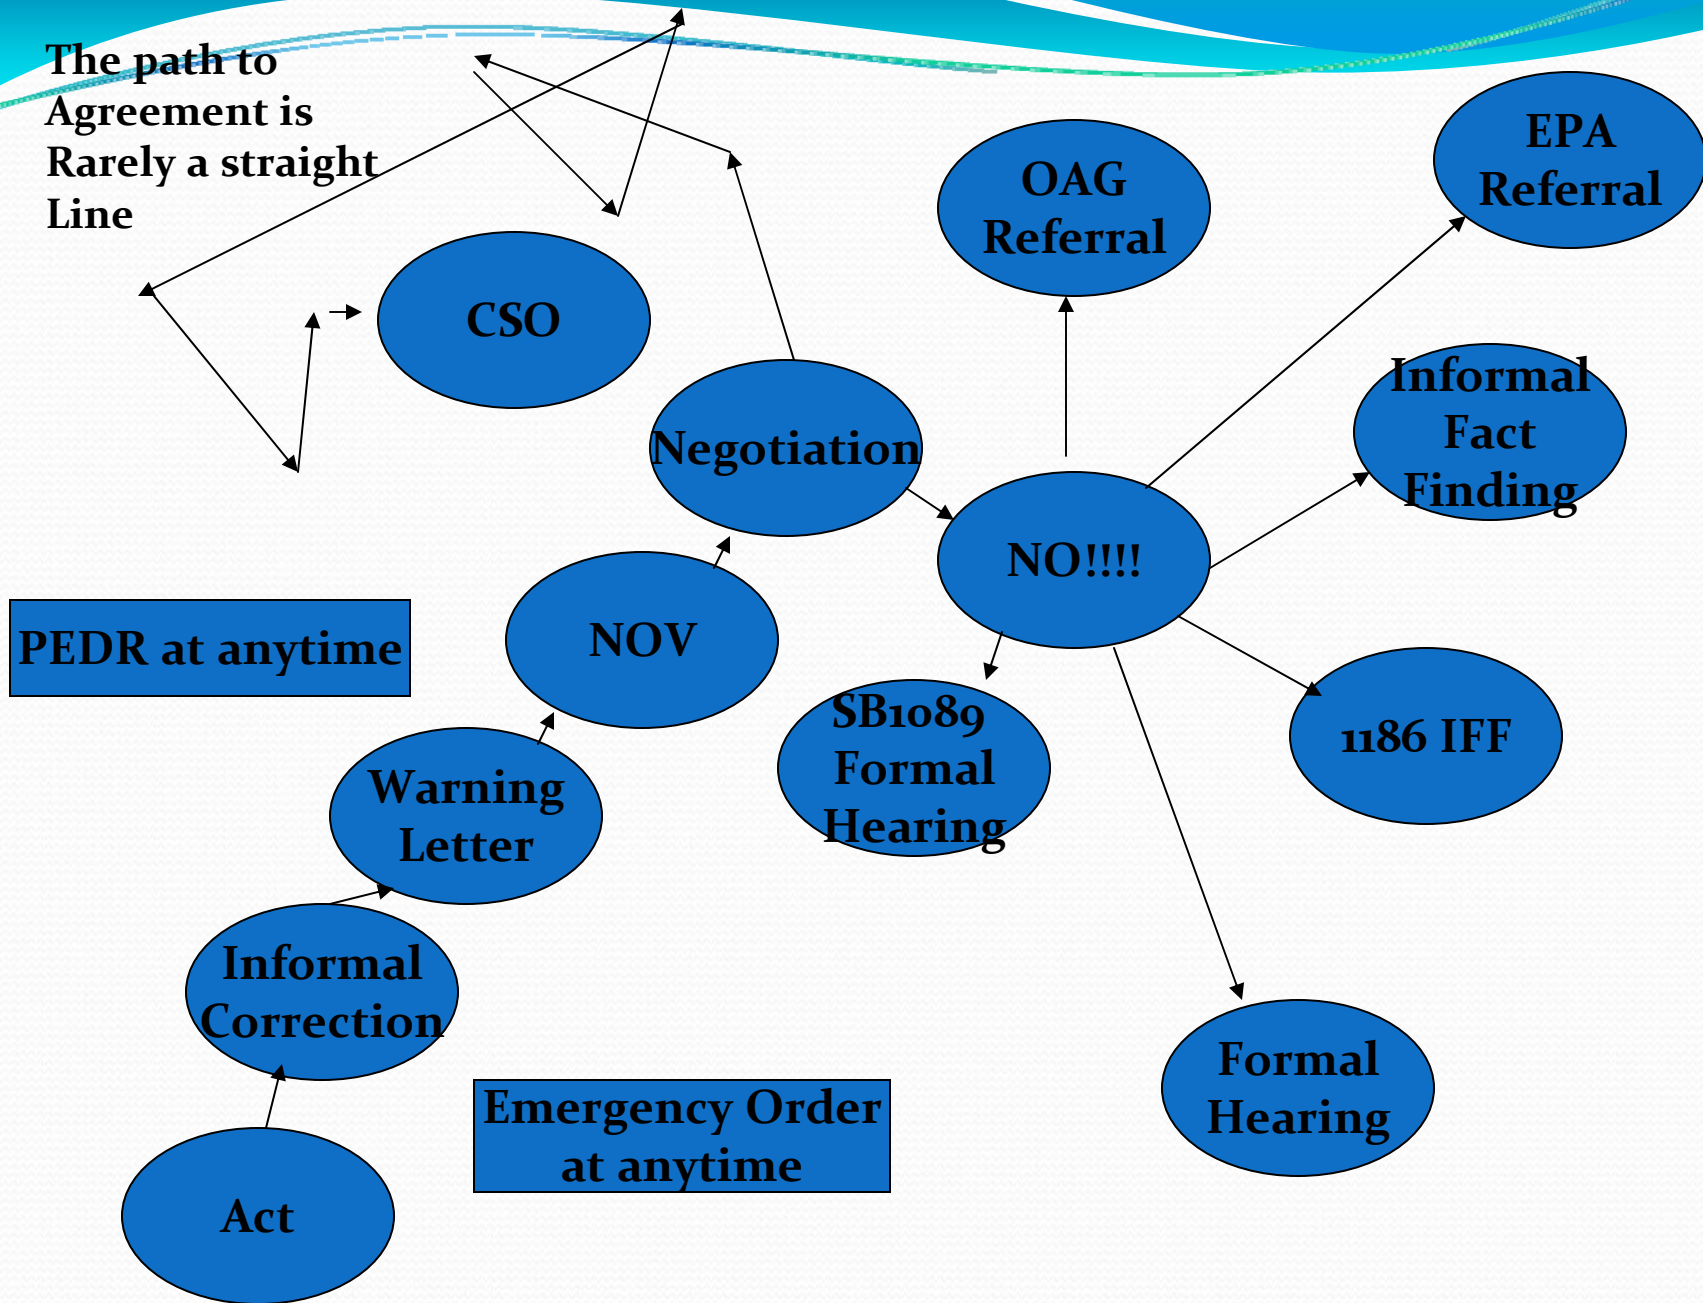 The path to
Agreement is
Rarely a straight
Line
EPA
Referral
OAG
Referral
CSO
Informal
Fact
Finding
Negotiation
NO!!!!
NOV
PEDR at anytime
SB1089
Formal
Hearing
1186 IFF
Warning
Letter
Informal
Correction
Formal
Hearing
Emergency Order
at anytime
Act